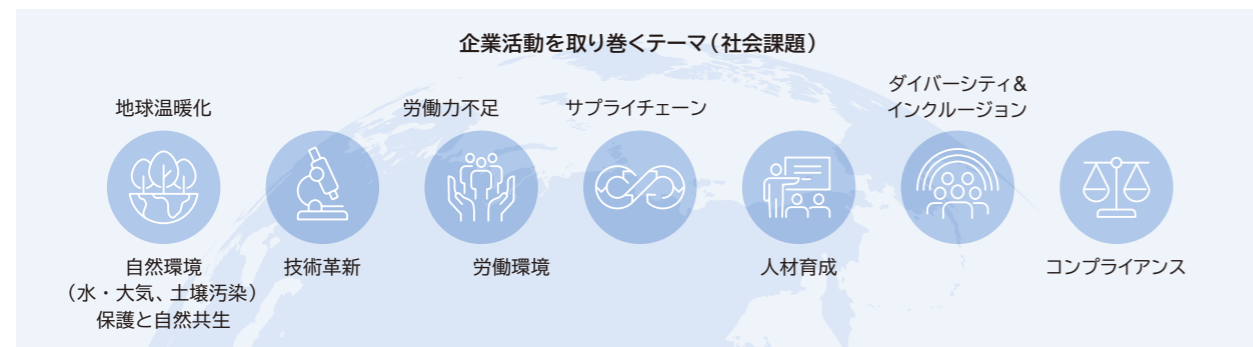 企業活動を取り巻くテーマ（社会課題）
地球温暖化
労働力不足
サプライチェーン
ダイバーシティ&
インクルージョン
自然環境
（水・大気、土壌汚染）
保護と自然共生
技術革新
労働環境
人材育成
コンプライアンス